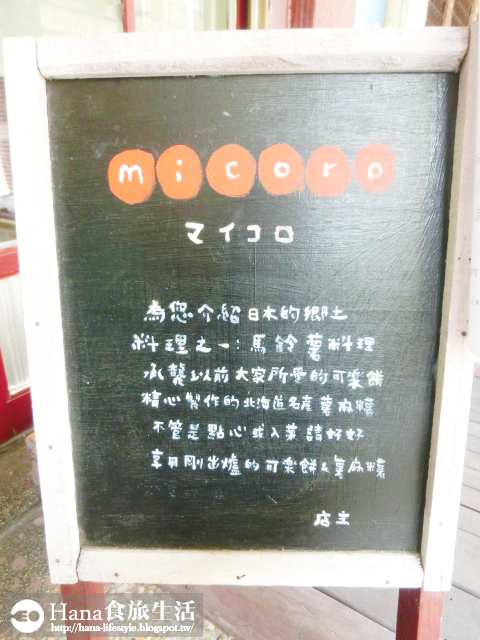 micoro
マイコロ
為您介紹日本的鄉土
料理之一:馬鈴薯料理
承襲以前大家所愛的可樂餅
精心製作的北海道名產薯麻糬
不管是點心或入菜請好好
享用剛出爐的可樂餅&薯麻糬
店主
Hana食旅生活
http://hana-lifestyle.blogspot.tw/